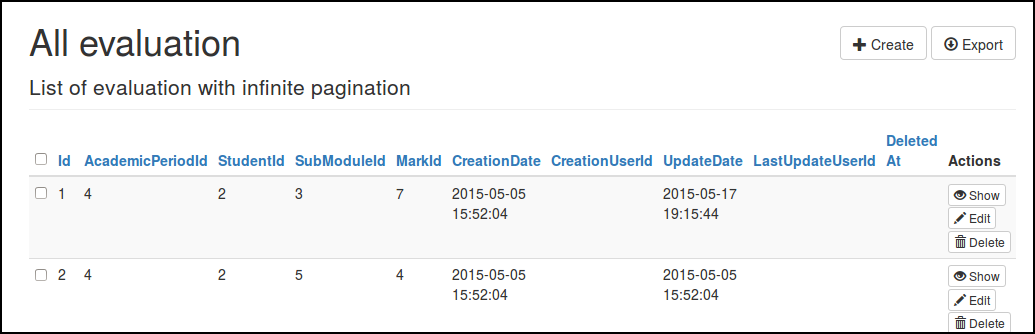 All evaluation
Create
Export
List of evaluation with infinite pagination
Id AcademicPeriodId StudentId SubModuleId MarkId CreationDate CreationUserId UpdateDate LastUpdateUserId Deleted At Actions
1 4 2 3 7 2015-05-05 15:52:04 2015-05-17 19:15:44
Show
Edit
Delete
2 4 2 5 4 2015-05-05 15:52:04 2015-05-05 15:52:04
Show
Edit
Delete